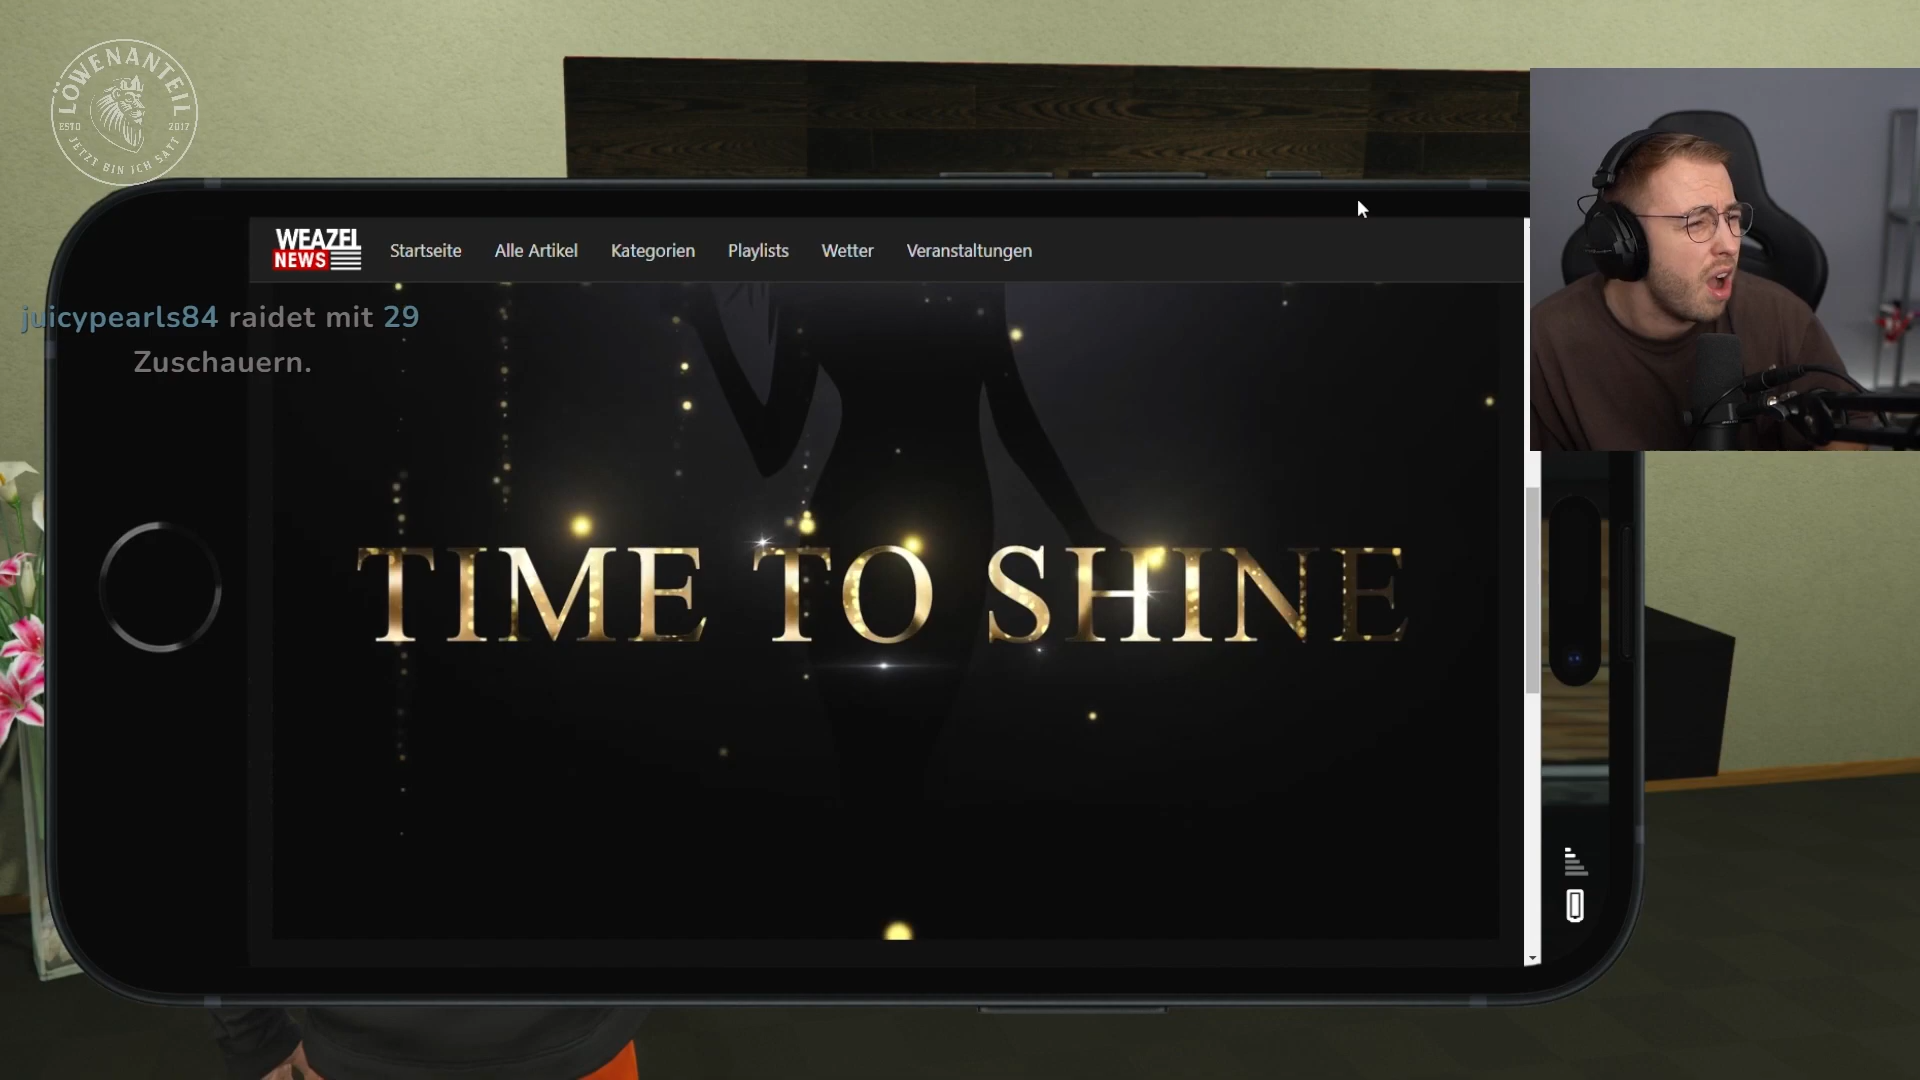 LÖWENANTEIL
ESTD 2017
JETZT BIN ICH SATT
WEAZEL
NEWS
Startseite Alle Artikel Kategorien Playlists Wetter Veranstaltungen
juicypearls84 raidet mit 29
Zuschauern.
TIME TO SHINE